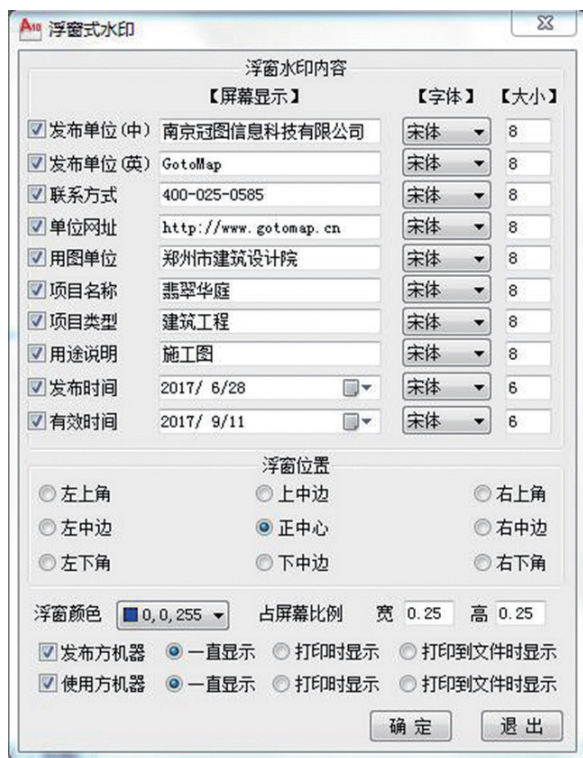 A10 浮窗式水印
浮窗水印内容
【屏幕显示】 【字体】 【大小】
发布单位(中) 南京冠图信息科技有限公司 宋体 8
发布单位(英) GotoMap 宋体 8
联系方式 400-025-0585 宋体 8
单位网址 http://www.gotomap.cn 宋体 8
用图单位 郑州市建筑设计院 宋体 8
项目名称 翡翠华庭 宋体 8
项目类型 建筑工程 宋体 8
用途说明 施工图 宋体 8
发布时间 2017/ 6/28 宋体 6
有效时间 2017/ 9/11 宋体 6
浮窗位置
左上角 上中边 右上角
左中边 正中心 右中边
左下角 下中边 右下角
浮窗颜色 0,0,255 占屏幕比例 宽 0.25 高 0.25
发布方机器 一直显示 打印时显示 打印到文件时显示
使用方机器 一直显示 打印时显示 打印到文件时显示
确定 退出